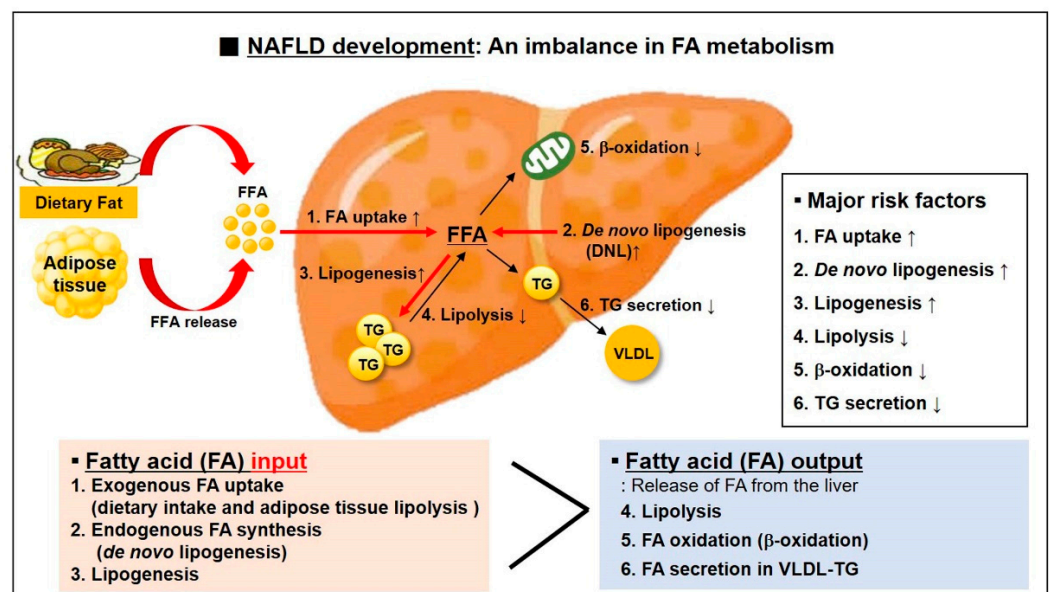 ■ NAFLD development: An imbalance in FA metabolism
Dietary Fat
Adipose
tissue
FFA release
FFA
1. FA uptake ↑
FFA
5. β-oxidation ↓
2. De novo lipogenesis
(DNL)↑
3. Lipogenesis↑
4. Lipolysis ↓
TG
TG
TG
TG
6. TG secretion ↓
VLDL
▪ Major risk factors
1. FA uptake ↑
2. De novo lipogenesis ↑
3. Lipogenesis ↑
4. Lipolysis ↓
5. β-oxidation ↓
6. TG secretion ↓
▪ Fatty acid (FA) input
1. Exogenous FA uptake
(dietary intake and adipose tissue lipolysis )
2. Endogenous FA synthesis
(de novo lipogenesis)
3. Lipogenesis
>
▪ Fatty acid (FA) output
: Release of FA from the liver
4. Lipolysis
5. FA oxidation (β-oxidation)
6. FA secretion in VLDL-TG